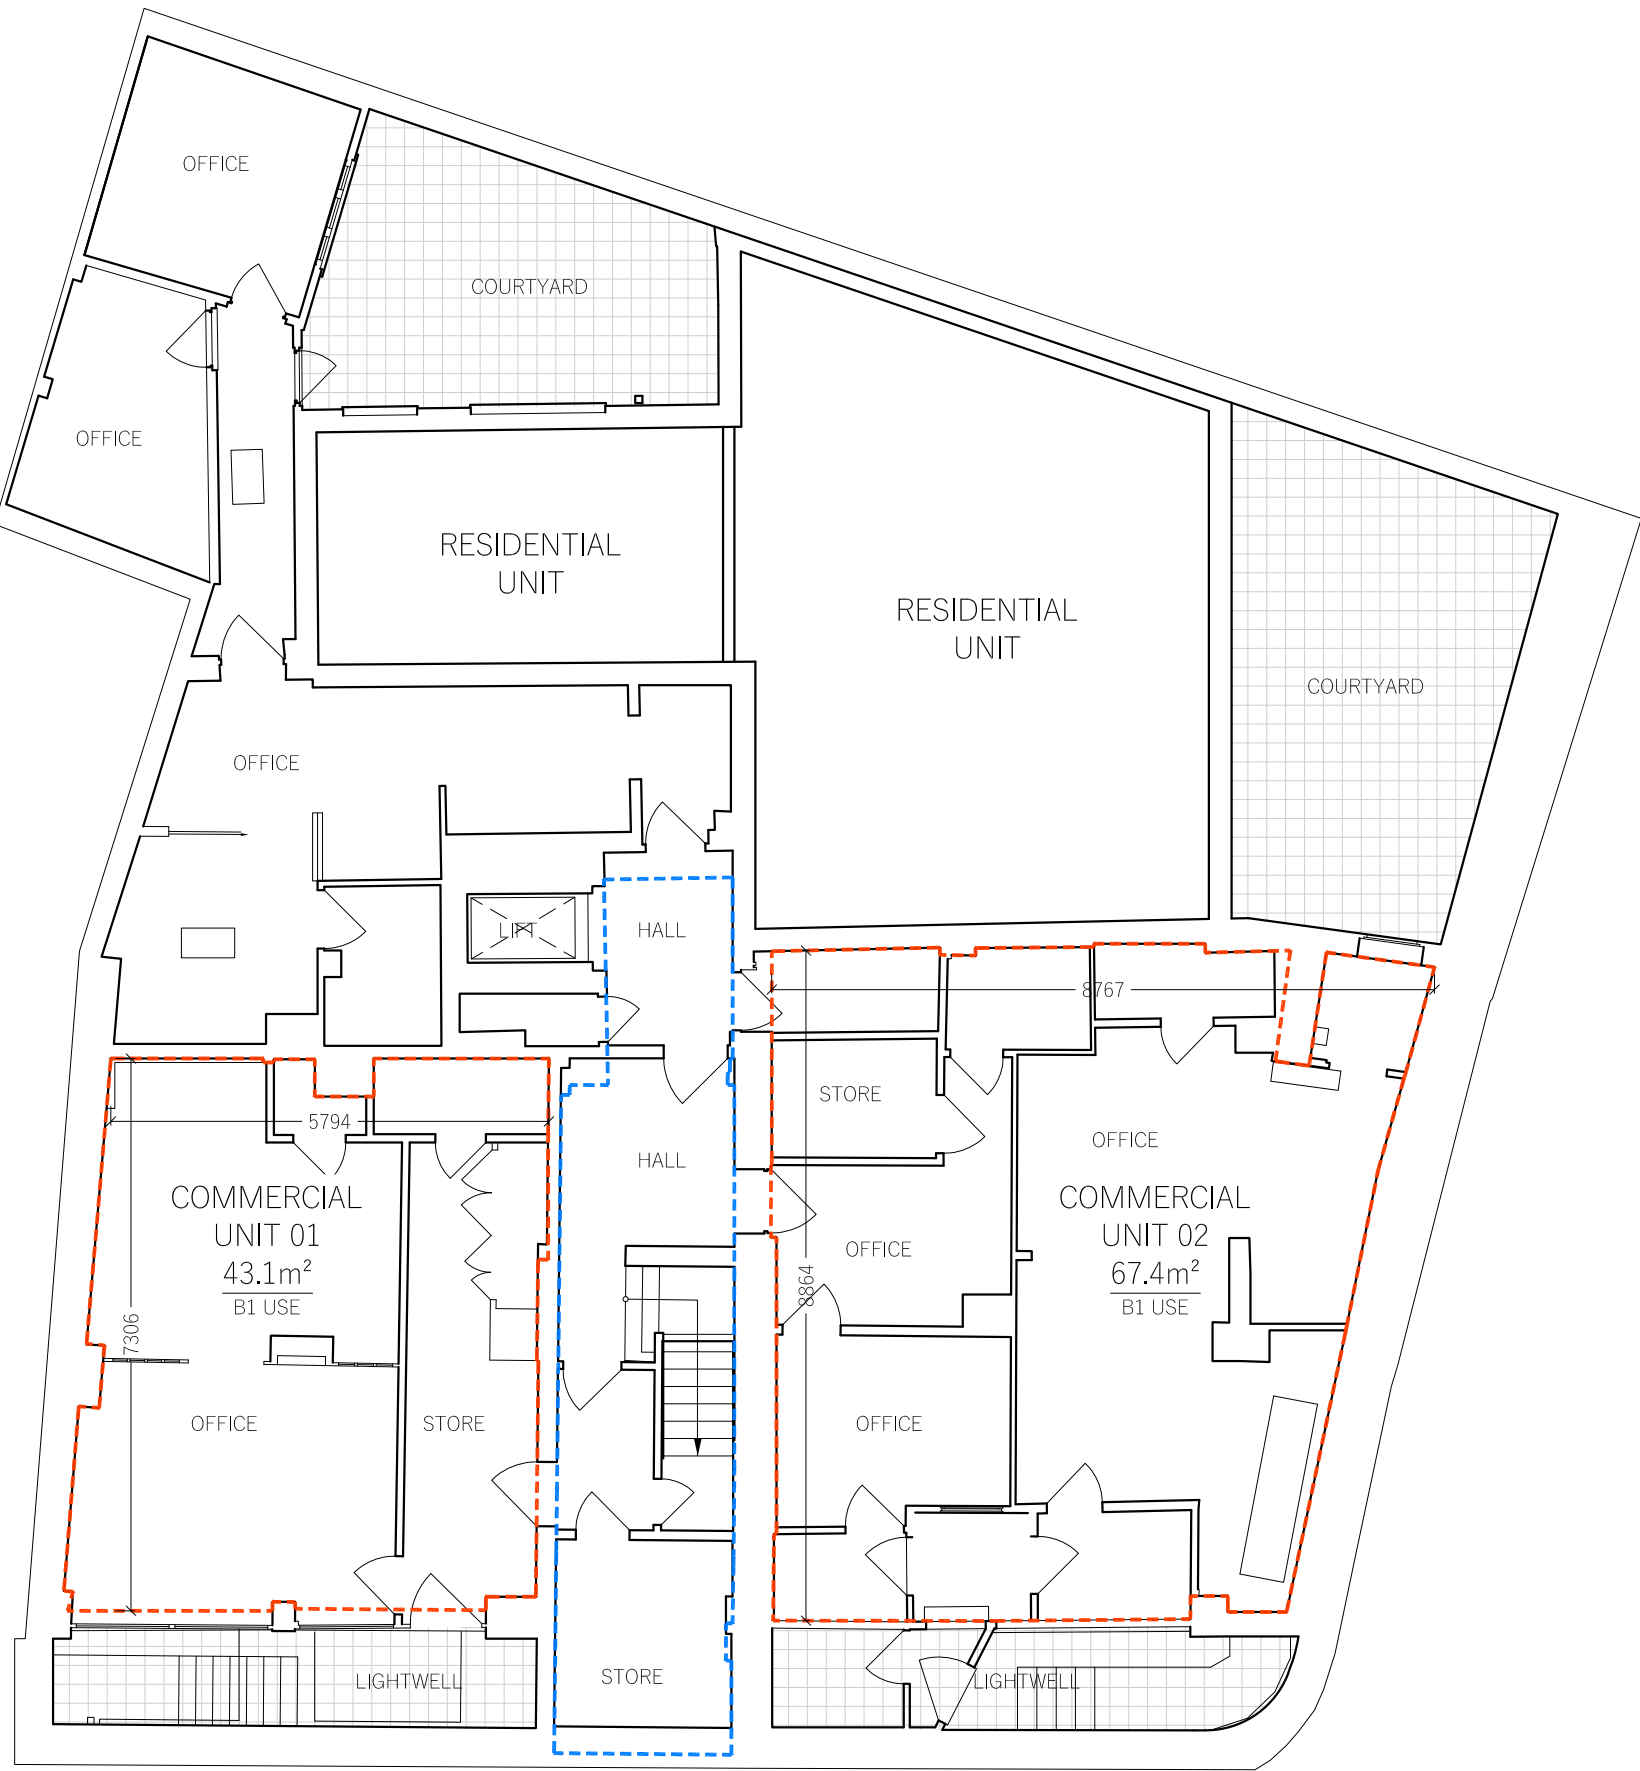 OFFICE
COURTYARD
OFFICE
RESIDENTIAL
UNIT
RESIDENTIAL
UNIT
COURTYARD
OFFICE
LIFT
HALL
8767
STORE
5794
OFFICE
HALL
COMMERCIAL
UNIT 01
43.1m²
B1 USE
COMMERCIAL
UNIT 02
67.4m²
B1 USE
OFFICE
8864
7306
OFFICE
STORE
OFFICE
STORE
LIGHTWELL
LIGHTWELL